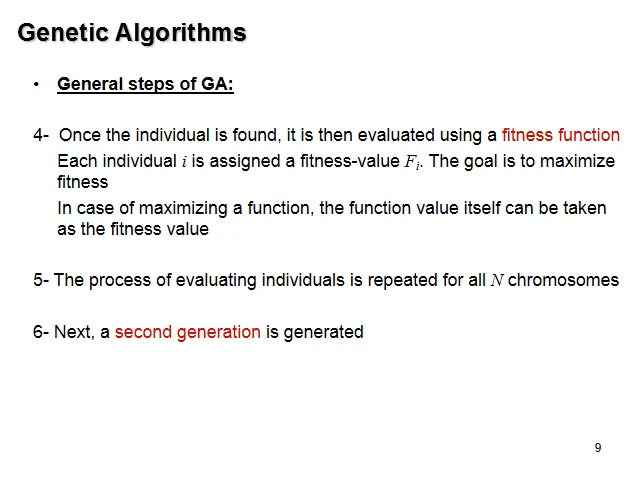 Genetic Algorithms
• General steps of GA:
4- Once the individual is found, it is then evaluated using a fitness function
Each individual i is assigned a fitness-value Fi. The goal is to maximize
fitness
In case of maximizing a function, the function value itself can be taken
as the fitness value
5- The process of evaluating individuals is repeated for all N chromosomes
6- Next, a second generation is generated
9